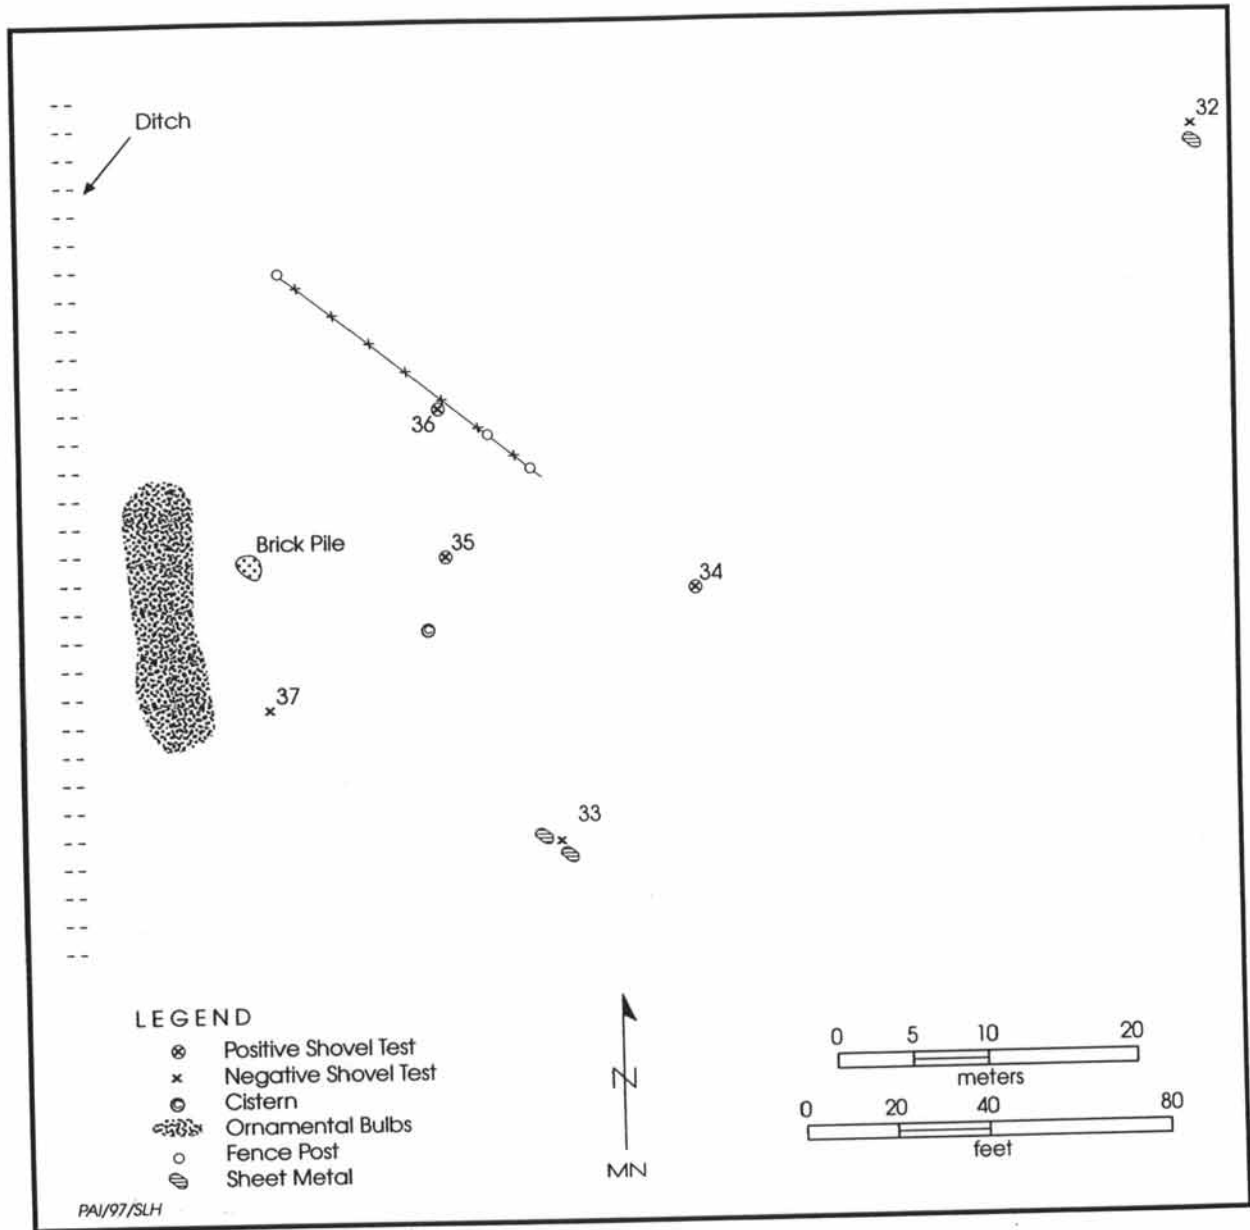 32
Ditch
36
Brick Pile
35
34
37
33
LEGEND
Positive Shovel Test
Negative Shovel Test
Cistern
Ornamental Bulbs
Fence Post
Sheet Metal
N
MN
0 5 10 20
meters
0 20 40 80
feet
PAI/97/SLH